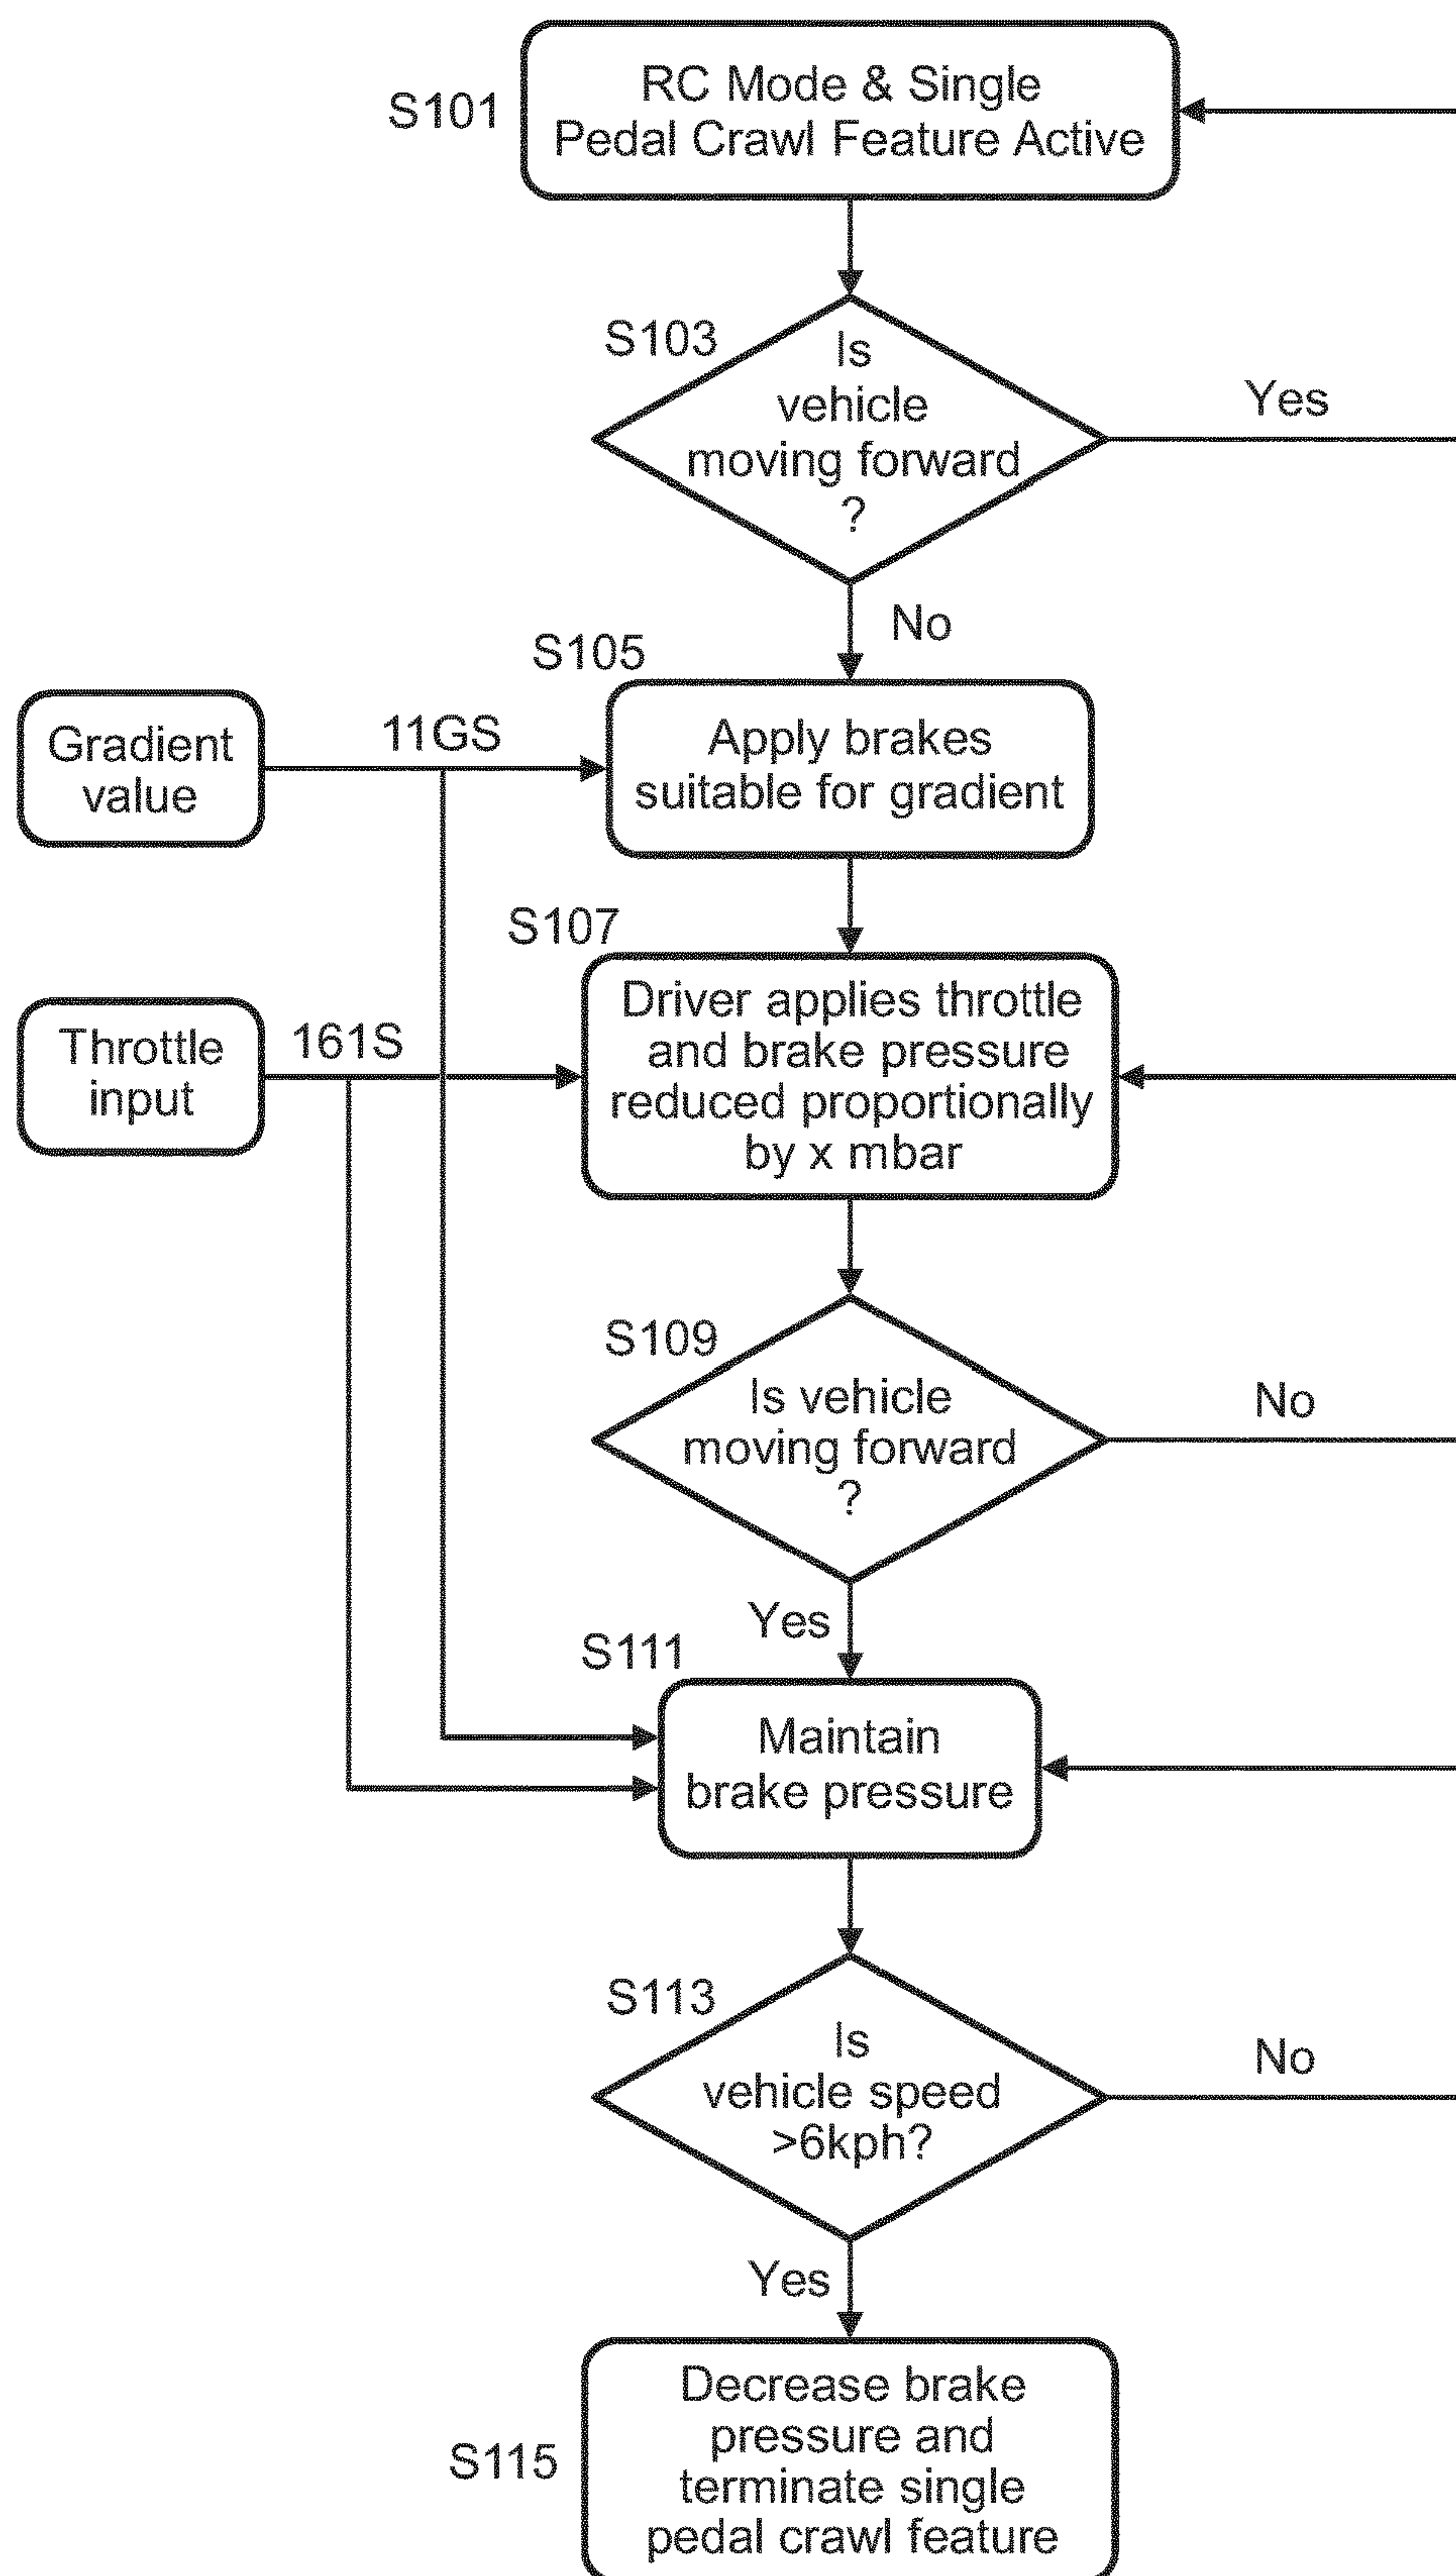 S101
RC Mode & Single
Pedal Crawl Feature Active
S103
Is
vehicle
moving forward
?
Yes
No
S105
Gradient
value
11GS
Apply brakes
suitable for gradient
S107
Throttle
input
161S
Driver applies throttle
and brake pressure
reduced proportionally
by x mbar
S109
Is vehicle
moving forward
?
No
Yes
S111
Maintain
brake pressure
S113
Is
vehicle speed
>6kph?
No
Yes
S115
Decrease brake
pressure and
terminate single
pedal crawl feature